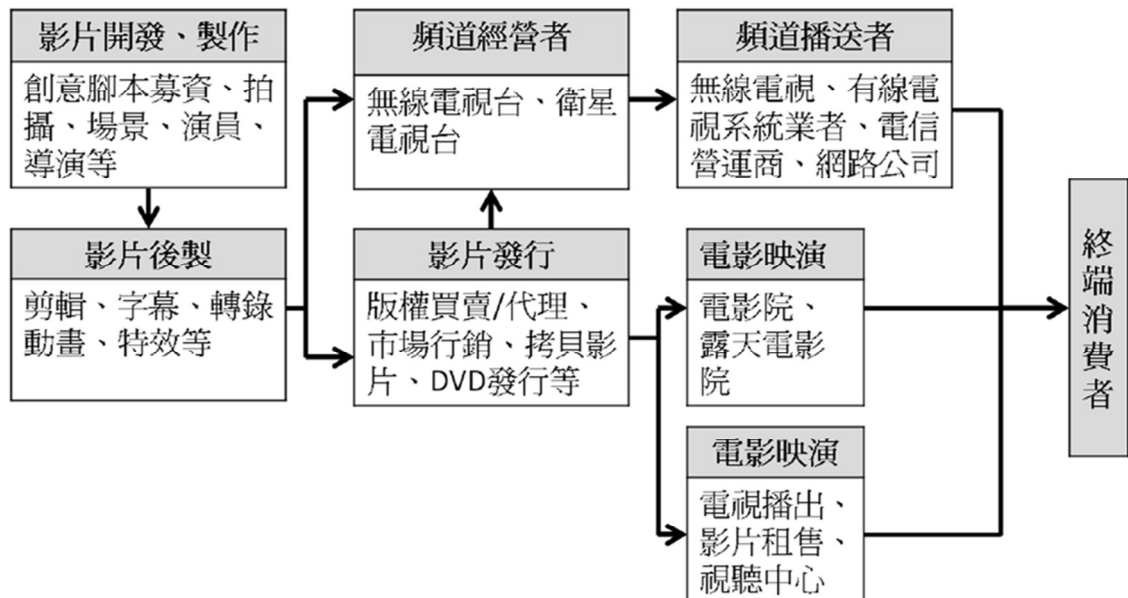 影片開發、製作
創意腳本募資、拍
攝、場景、演員、
導演等
頻道經營者
無線電視台、衛星
電視台
頻道播送者
無線電視、有線電
視系統業者、電信
營運商、網路公司
影片後製
剪輯、字幕、轉錄
動畫、特效等
影片發行
版權買賣/代理、
市場行銷、拷貝影
片、DVD發行等
電影映演
電影院、
露天電影
院
電影映演
電視播出、
影片租售、
視聽中心
終端消費者